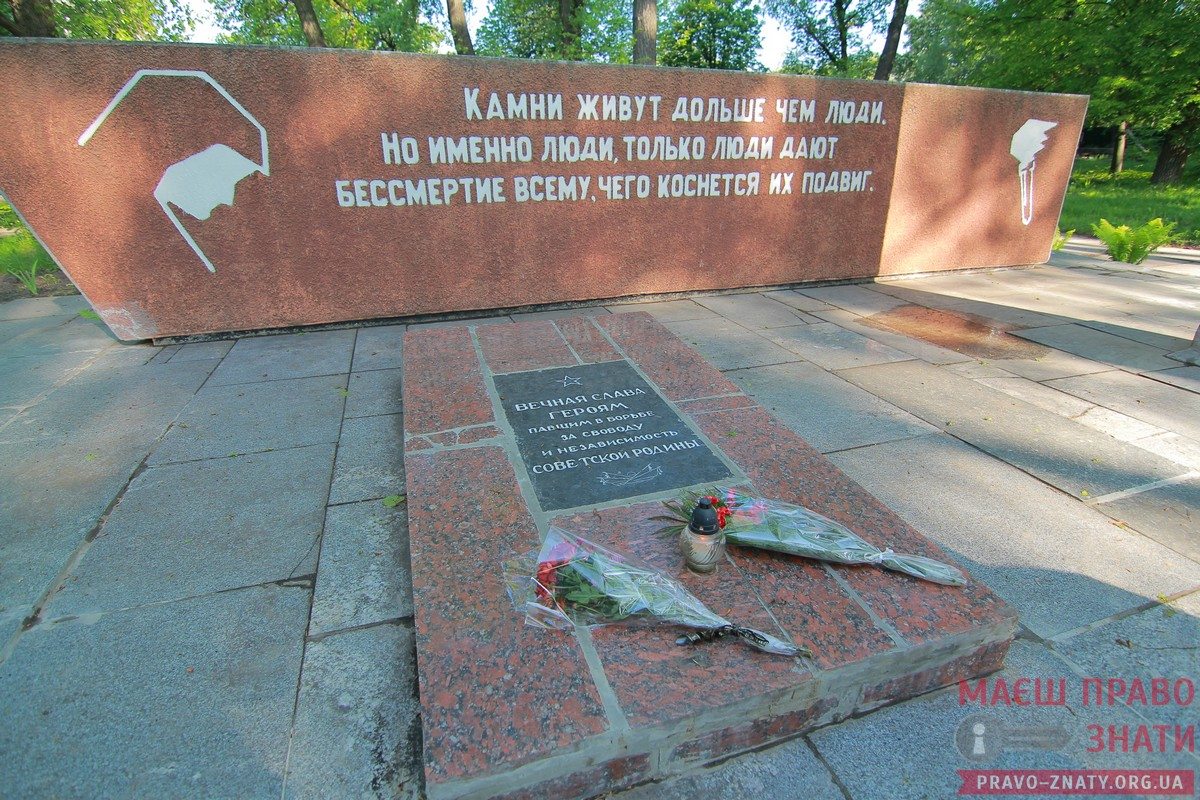 Камни живут дольше чем люди.
Но именно люди, только люди дают
бессмертие всему, чего коснется их подвиг.
ВЕЧНАЯ СЛАВА
ГЕРОЯМ
ПАВШИМ В БОРЬБЕ
ЗА СВОБОДУ
И НЕЗАВИСИМОСТЬ
СОВЕТСКОЙ РОДИНЫ
МАЄШ ПРАВО
ЗНАТИ
PRAVO-ZNATY.ORG.UA